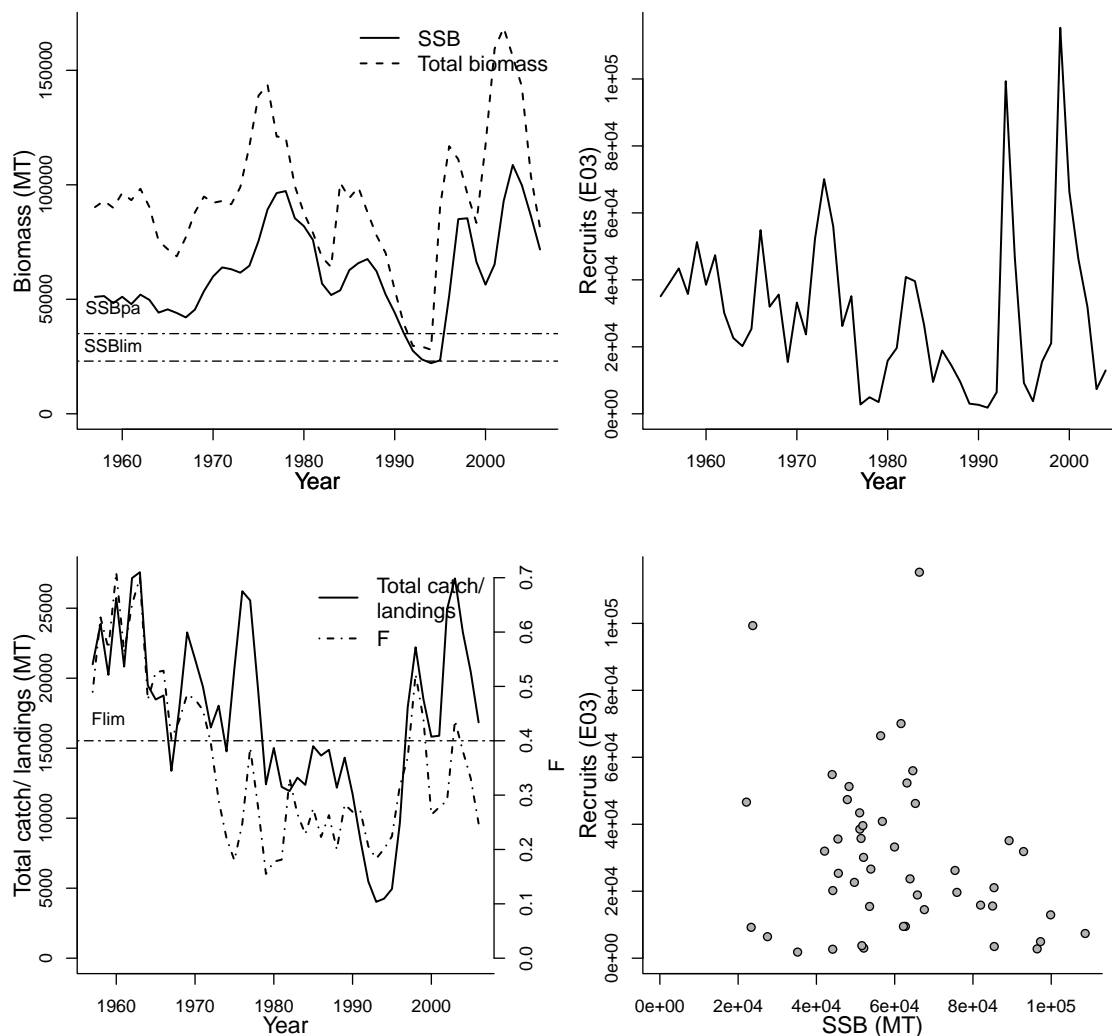 SSB
Total biomass
SSBpa
SSBlim
0
50000
100000
150000
Biomass (MT)
1960
1970
1980
1990
2000
Year
0e+00
2e+04
4e+04
6e+04
8e+04
1e+05
Recruits (E03)
1960
1970
1980
1990
2000
Year
Total catch/
landings
F
Flim
0
5000
10000
15000
20000
25000
Total catch/ landings (MT)
0.0
0.1
0.2
0.3
0.4
0.5
0.6
0.7
F
1960
1970
1980
1990
2000
Year
0e+00
2e+04
4e+04
6e+04
8e+04
1e+05
Recruits (E03)
0e+00
2e+04
4e+04
6e+04
8e+04
1e+05
SSB (MT)